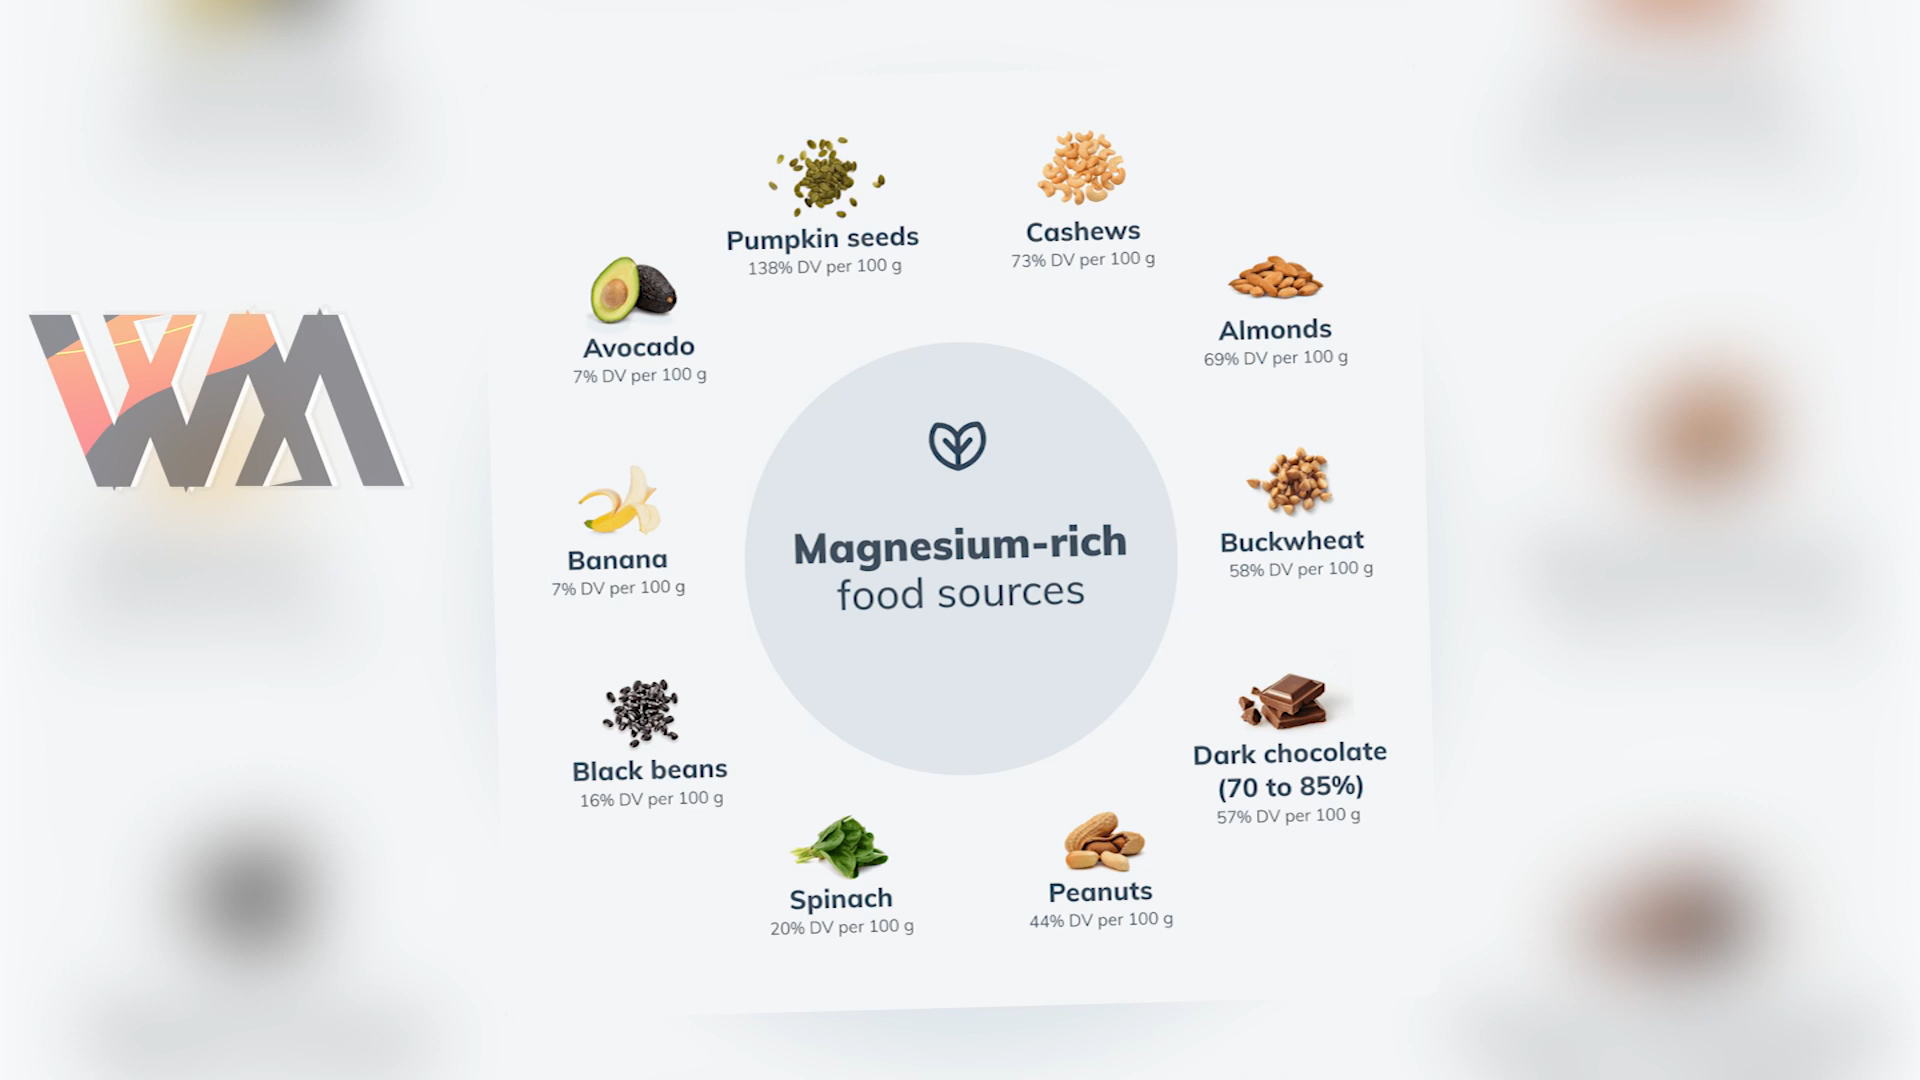 WM
Pumpkin seeds
138% DV per 100 g
Cashews
73% DV per 100 g
Almonds
69% DV per 100 g
Buckwheat
58% DV per 100 g
Dark chocolate
(70 to 85%)
57% DV per 100 g
Peanuts
44% DV per 100 g
Spinach
20% DV per 100 g
Black beans
16% DV per 100 g
Banana
7% DV per 100 g
Avocado
7% DV per 100 g
Magnesium-rich
food sources